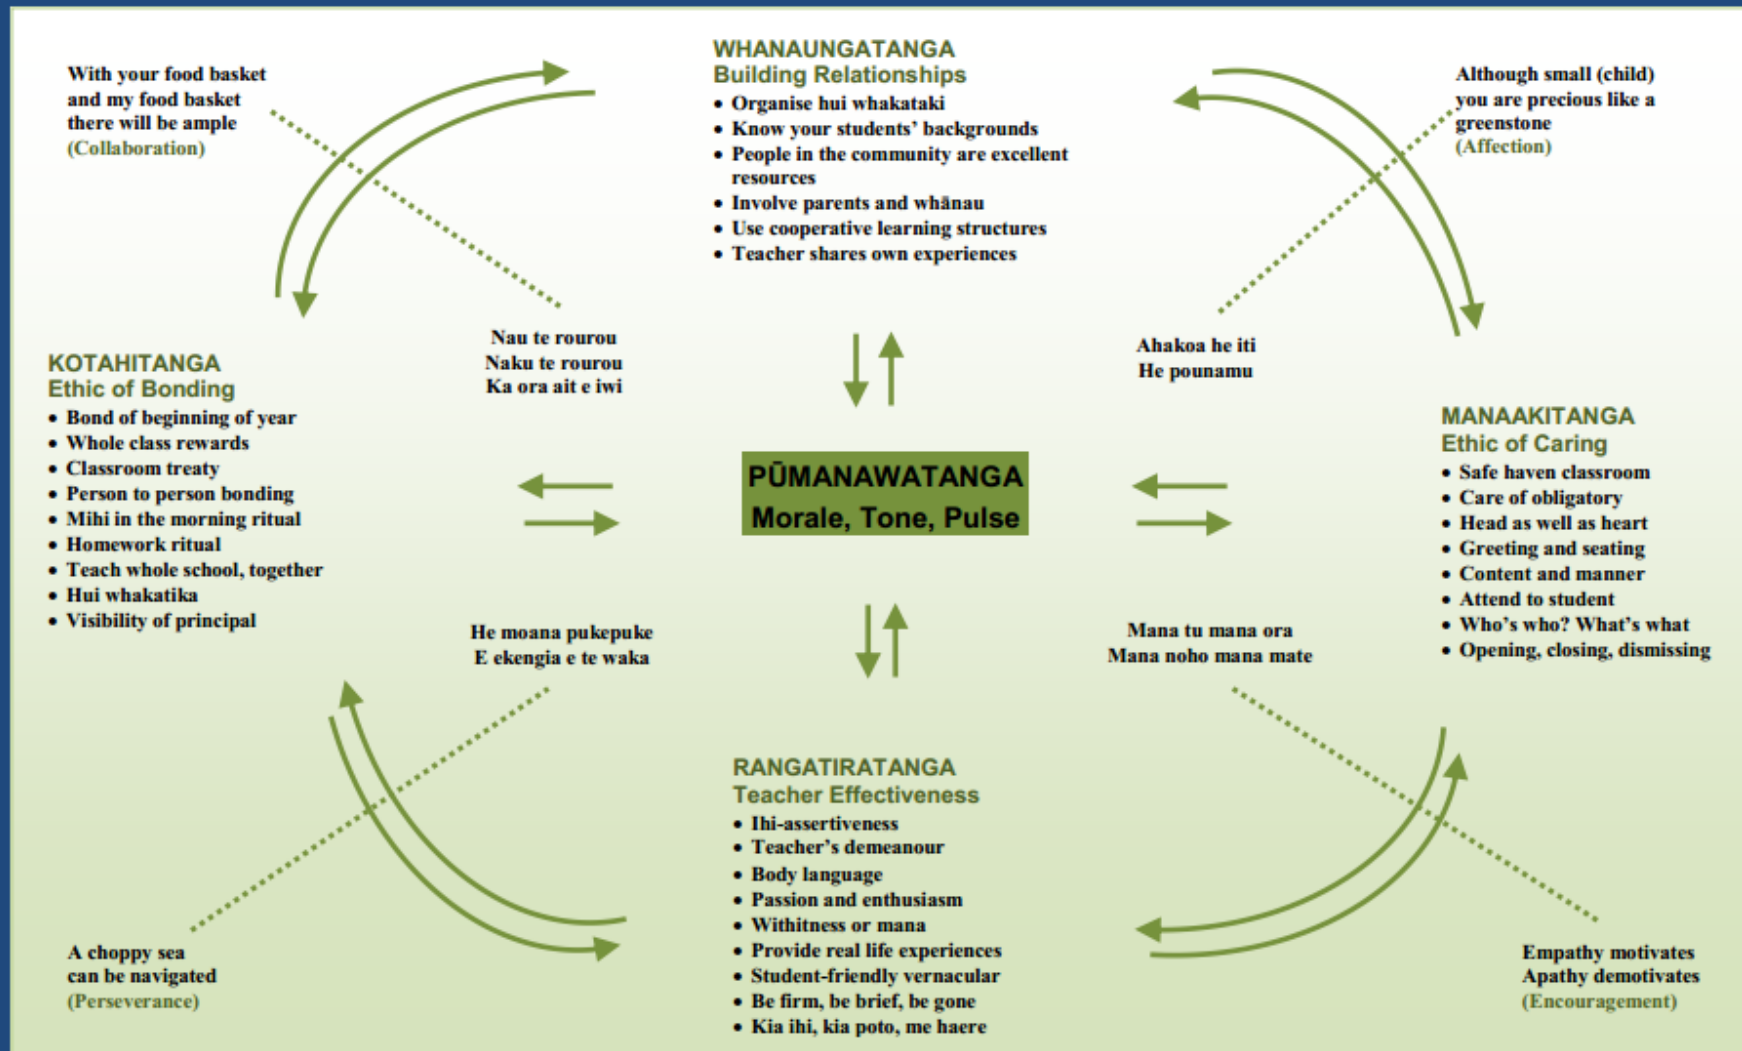 With your food basket
and my food basket
there will be ample
(Collaboration)
WHANAUNGATANGA
Building Relationships
• Organise hui whakataki
• Know your students’ backgrounds
• People in the community are excellent
resources
• Involve parents and whānau
• Use cooperative learning structures
• Teacher shares own experiences
Although small (child)
you are precious like a
greenstone
(Affection)
Nau te rourou
Naku te rourou
Ka ora ait e iwi
Ahakoa he iti
He pounamu
KOTAHITANGA
Ethic of Bonding
• Bond of beginning of year
• Whole class rewards
• Classroom treaty
• Person to person bonding
• Mihi in the morning ritual
• Homework ritual
• Teach whole school, together
• Hui whakatika
• Visibility of principal
PŪMANAWATANGA
Morale, Tone, Pulse
MANAAKITANGA
Ethic of Caring
• Safe haven classroom
• Care of obligatory
• Head as well as heart
• Greeting and seating
• Content and manner
• Attend to student
• Who’s who? What’s what
• Opening, closing, dismissing
He moana pukepuke
E ekengia e te waka
Mana tu mana ora
Mana noho mana mate
RANGATIRATANGA
Teacher Effectiveness
• Ihi-assertiveness
• Teacher’s demeanour
• Body language
• Passion and enthusiasm
• Withitness or mana
• Provide real life experiences
• Student-friendly vernacular
• Be firm, be brief, be gone
• Kia ihi, kia poto, me haere
A choppy sea
can be navigated
(Perseverance)
Empathy motivates
Apathy demotivates
(Encouragement)